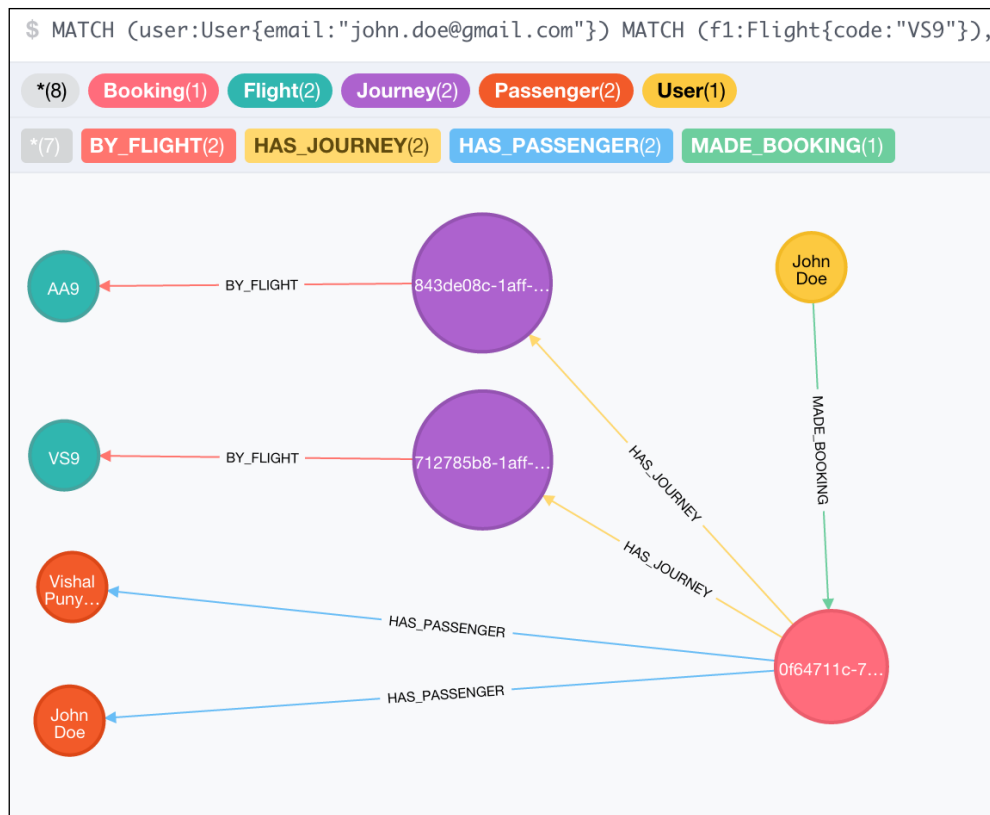 $ MATCH (user:User{email:"john.doe@gmail.com"}) MATCH (f1:Flight{code:"VS9"}),
*(8) Booking(1) Flight(2) Journey(2) Passenger(2) User(1)
*(7) BY_FLIGHT(2) HAS_JOURNEY(2) HAS_PASSENGER(2) MADE_BOOKING(1)
John
Doe
AA9
BY_FLIGHT
843de08c-1aff-...
MADE_BOOKING
HAS_JOURNEY
VS9
BY_FLIGHT
712785b8-1aff-...
HAS_JOURNEY
Vishal
Puny...
HAS_PASSENGER
0f64711c-7...
HAS_PASSENGER
John
Doe